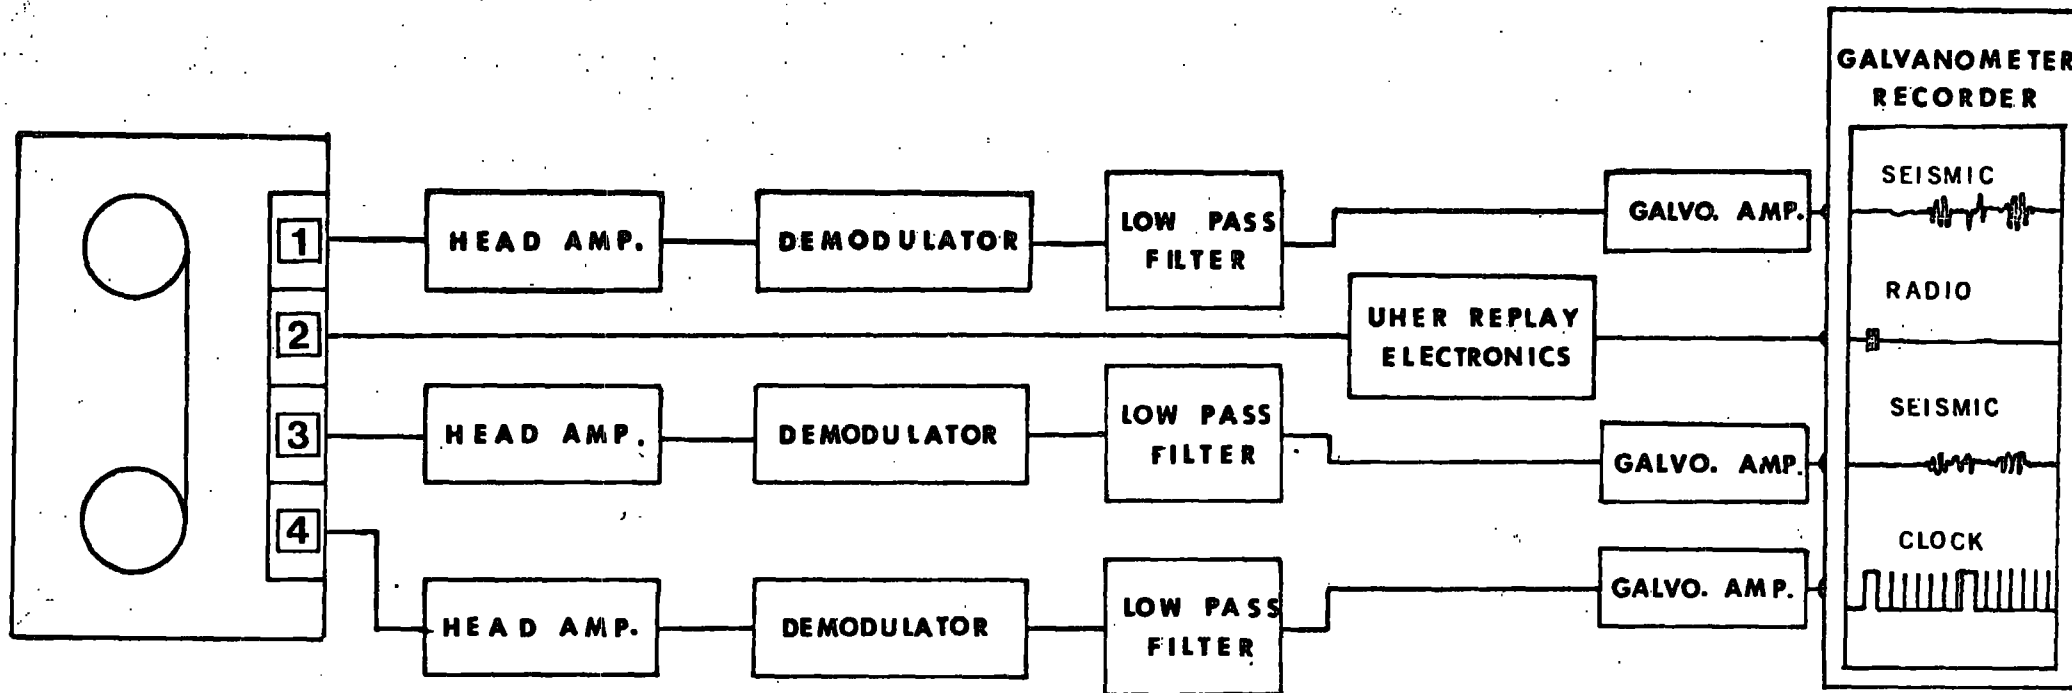 GALVANOMETER
RECORDER
1
HEAD AMP.
DEMODULATOR
LOW PASS
FILTER
GALVO. AMP.
SEISMIC
2
UHER REPLAY
ELECTRONICS
RADIO
3
HEAD AMP.
DEMODULATOR
LOW PASS
FILTER
GALVO. AMP.
SEISMIC
4
HEAD AMP.
DEMODULATOR
LOW PASS
FILTER
GALVO. AMP.
CLOCK